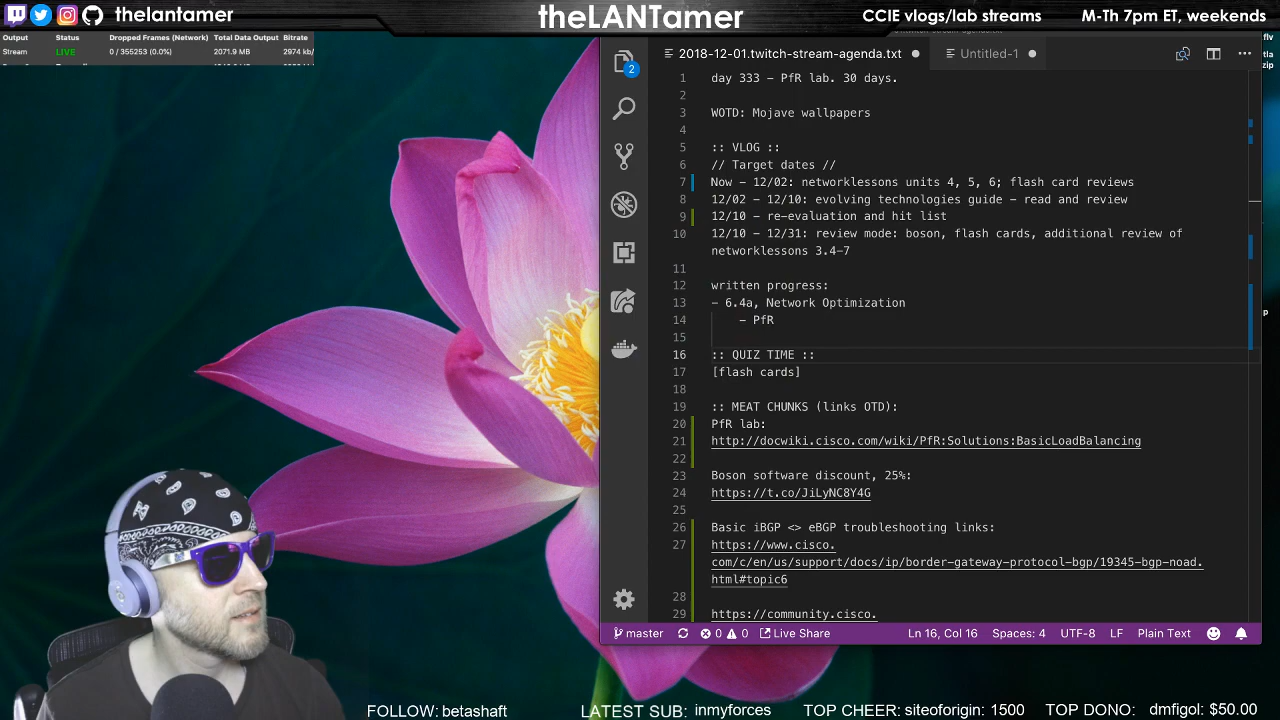 thelantamer
theLANTamer
CCIE vlogs/lab streams
M-Th 7pm ET, weekends
Output Status Dropped Frames (Network) Total Data Output Bitrate
Stream LIVE 0 / 355253 (0.0%) 2071.9 MB 2974 kb/
2018-12-01.twitch-stream-agenda.txt
Untitled-1
2
1 day 333 – PfR lab. 30 days.
2
3 WOTD: Mojave wallpapers
4
5 :: VLOG ::
6 // Target dates //
7 Now – 12/02: networklessons units 4, 5, 6; flash card reviews
8 12/02 – 12/10: evolving technologies guide – read and review
9 12/10 – re-evaluation and hit list
10 12/10 – 12/31: review mode: boson, flash cards, additional review of
networklessons 3.4-7
11
12 written progress:
13 – 6.4a, Network Optimization
14 – PfR
15
16 :: QUIZ TIME ::
17 [flash cards]
18
19 :: MEAT CHUNKS (links OTD):
20 PfR lab:
21 http://docwiki.cisco.com/wiki/PfR:Solutions:BasicLoadBalancing
22
23 Boson software discount, 25%:
24 https://t.co/JiLyNC8Y4G
25
26 Basic iBGP <> eBGP troubleshooting links:
27 https://www.cisco.
com/c/en/us/support/docs/ip/border-gateway-protocol-bgp/19345-bgp-noad.
html#topic6
28
29 https://community.cisco.
master 0 0 Live Share Ln 16, Col 16 Spaces: 4 UTF-8 LF Plain Text
flv
zip
FOLLOW: betashaft
LATEST SUB: inmyforces
TOP CHEER: siteoforigin: 1500
TOP DONO: dmfigol: $50.00